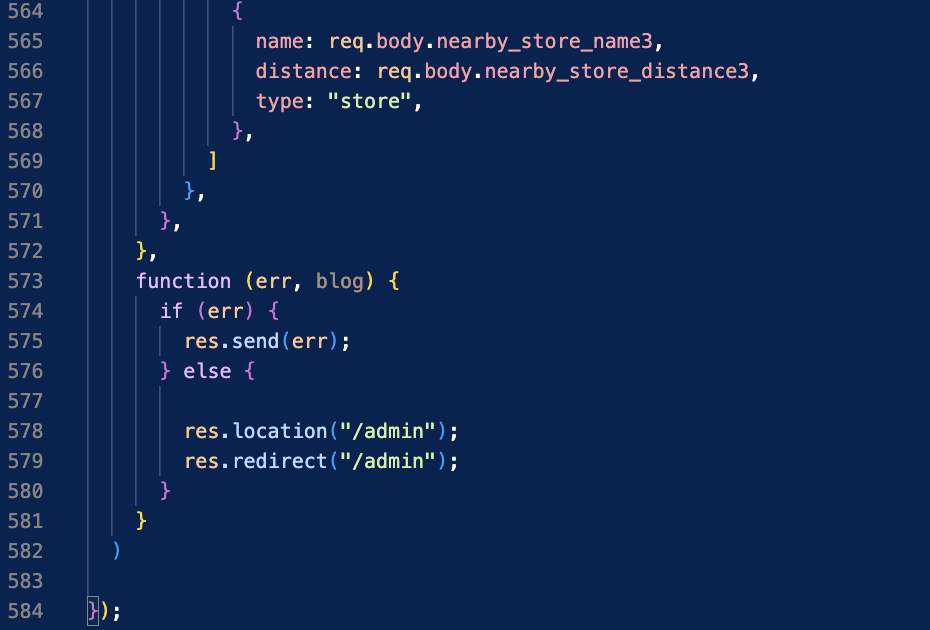 564 {
565 name: req.body.nearby_store_name3,
566 distance: req.body.nearby_store_distance3,
567 type: "store",
568 },
569 ]
570 },
571 },
572 },
573 function (err, blog) {
574 if (err) {
575 res.send(err);
576 } else {
577
578 res.location("/admin");
579 res.redirect("/admin");
580 }
581 }
582 )
583
584 });